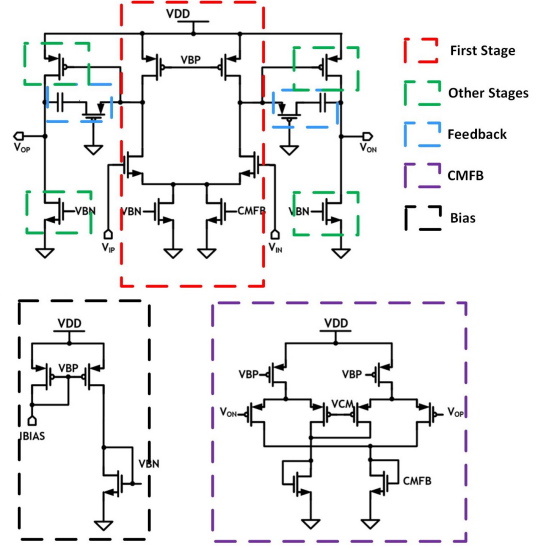 VDD
VBP
First Stage
Other Stages
Feedback
CMFB
Bias
VOP
VON
VBN
VBN
CMFB
VBN
VIP
VIN
VDD
VBP
IBIAS
VBN
VDD
VBP
VBP
VON
VCM
VOP
CMFB